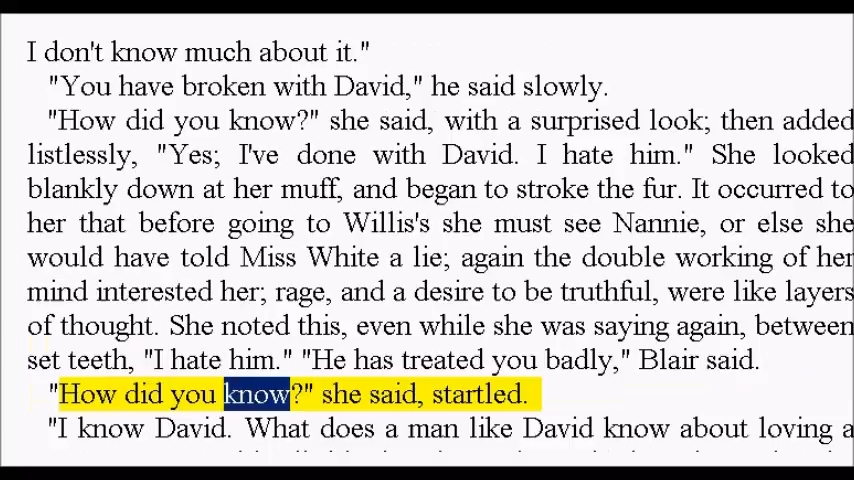 I don't know much about it."
"You have broken with David," he said slowly.
"How did you know?" she said, with a surprised look; then added
listlessly, "Yes; I've done with David. I hate him." She looked
blankly down at her muff, and began to stroke the fur. It occurred to
her that before going to Willis's she must see Nannie, or else she
would have told Miss White a lie; again the double working of her
mind interested her; rage, and a desire to be truthful, were like layers
of thought. She noted this, even while she was saying again, between
set teeth, "I hate him." "He has treated you badly," Blair said.
"How did you know?" she said, startled.
"I know David. What does a man like David know about loving a